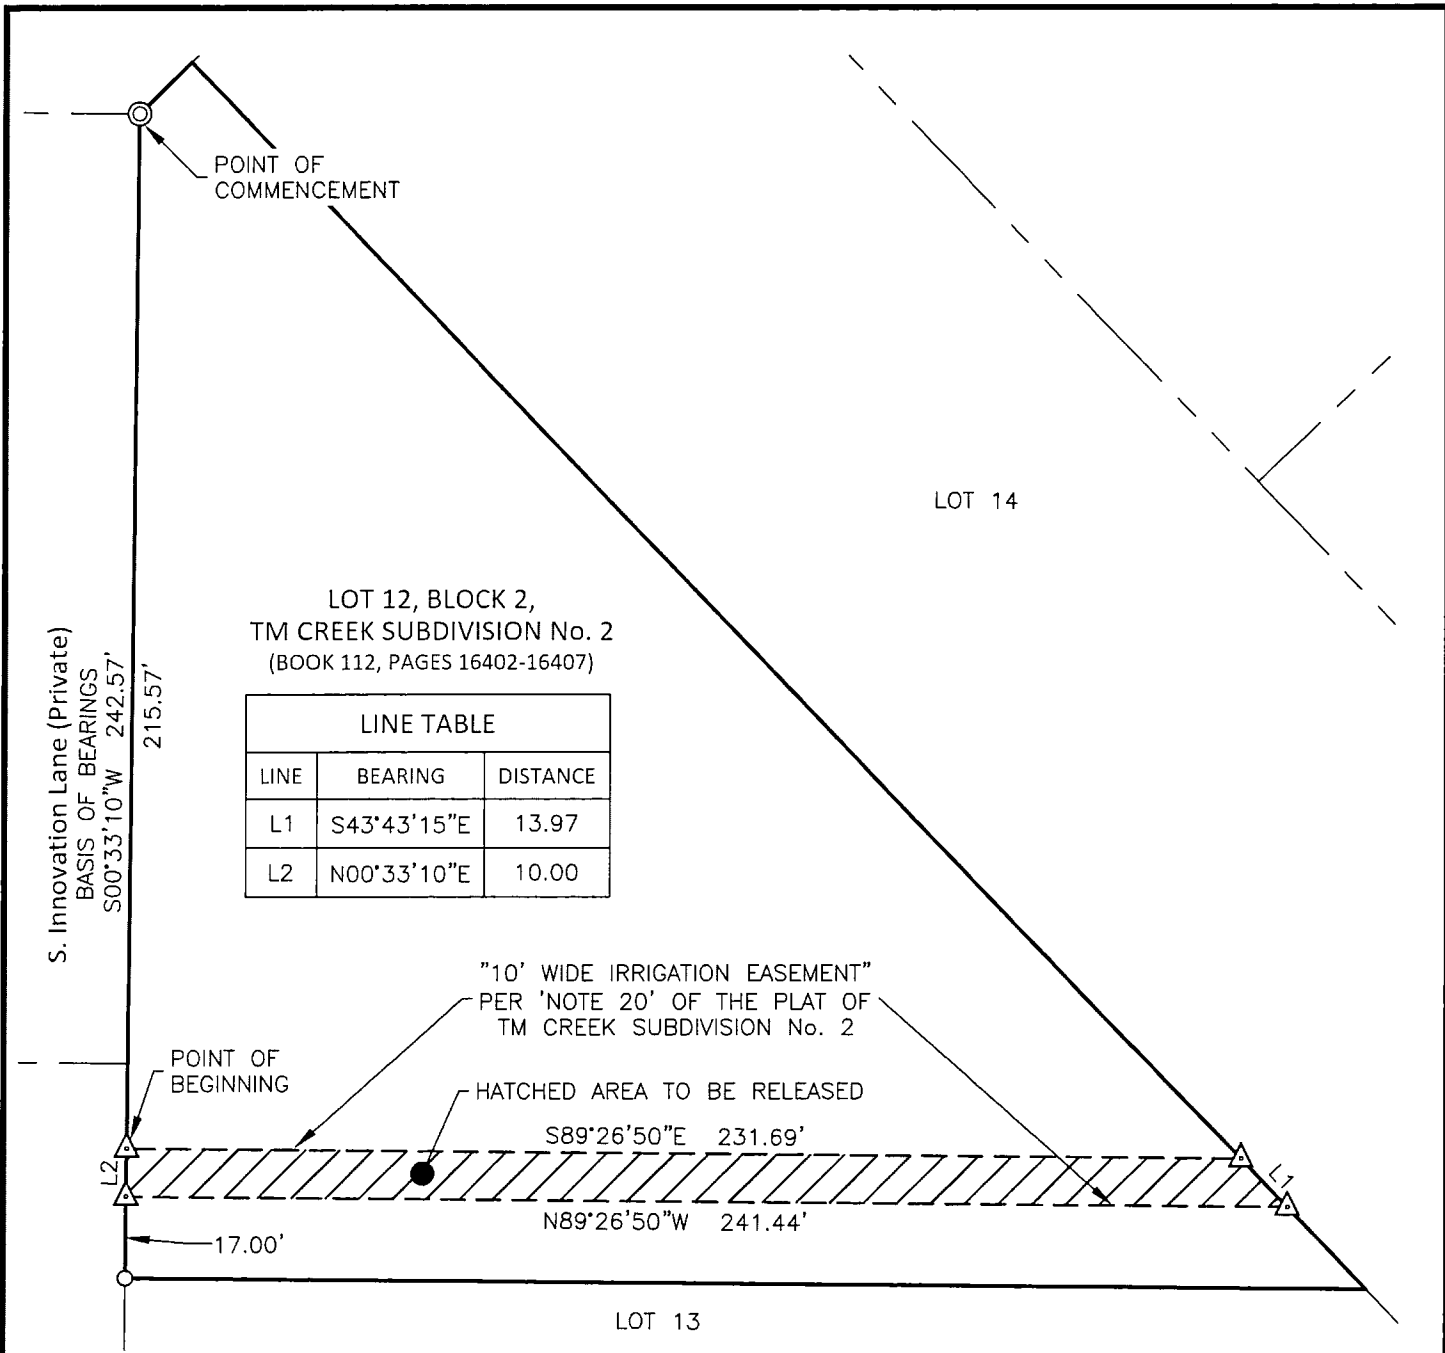 POINT OF
COMMENCEMENT
LOT 14
LOT 12, BLOCK 2,
TM CREEK SUBDIVISION No. 2
(BOOK 112, PAGES 16402-16407)
S. Innovation Lane (Private)
BASIS OF BEARINGS
S00°33'10"W 242.57'
215.57'
LINE TABLE
LINE BEARING DISTANCE
L1 S43°43'15"E 13.97
L2 N00°33'10"E 10.00
"10' WIDE IRRIGATION EASEMENT"
PER 'NOTE 20' OF THE PLAT OF
TM CREEK SUBDIVISION No. 2
POINT OF
BEGINNING
HATCHED AREA TO BE RELEASED
S89°26'50"E 231.69'
L2
L1
N89°26'50"W 241.44'
17.00'
LOT 13